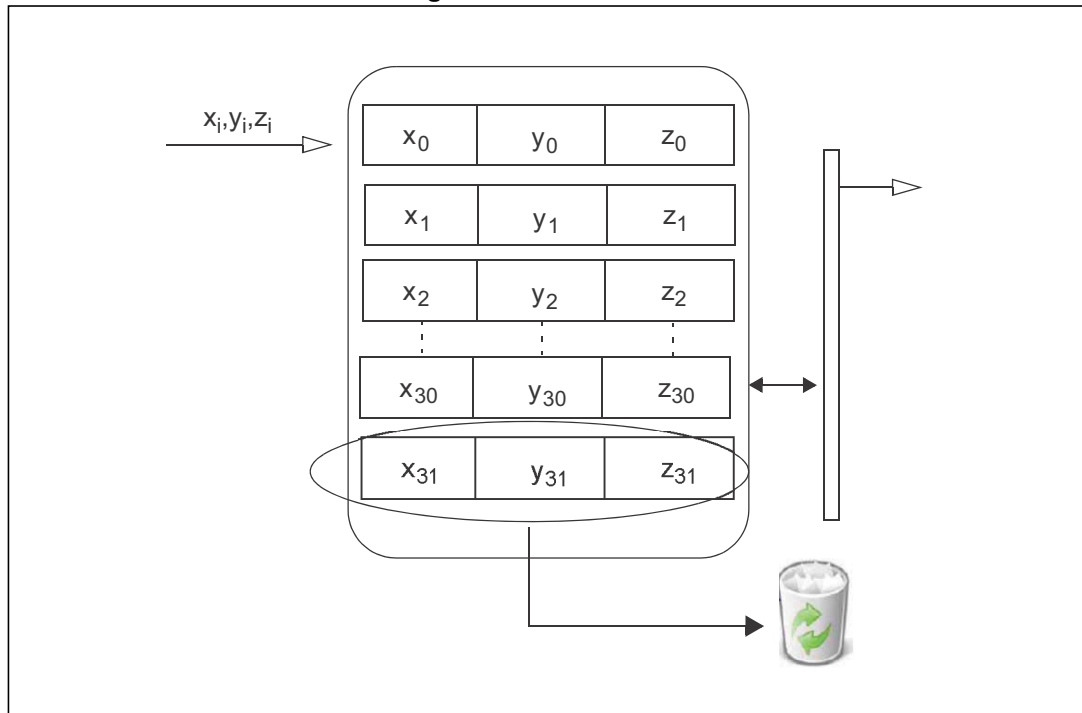 xᵢ,yᵢ,zᵢ
x₀ y₀ z₀
x₁ y₁ z₁
x₂ y₂ z₂
x₃₀ y₃₀ z₃₀
x₃₁ y₃₁ z₃₁